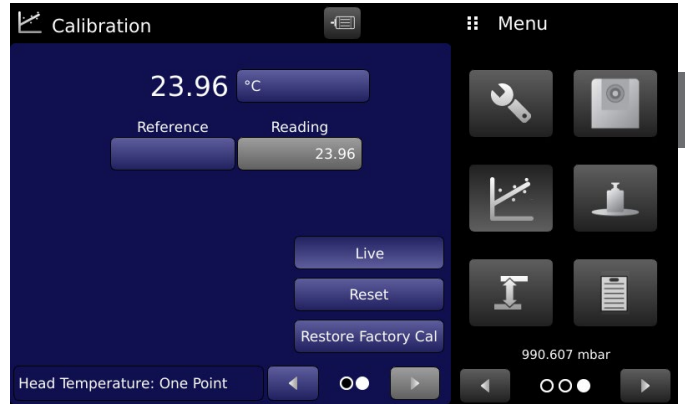 Calibration
23.96 °C
Reference Reading
23.96
Live
Reset
Restore Factory Cal
Head Temperature: One Point
Menu
990.607 mbar